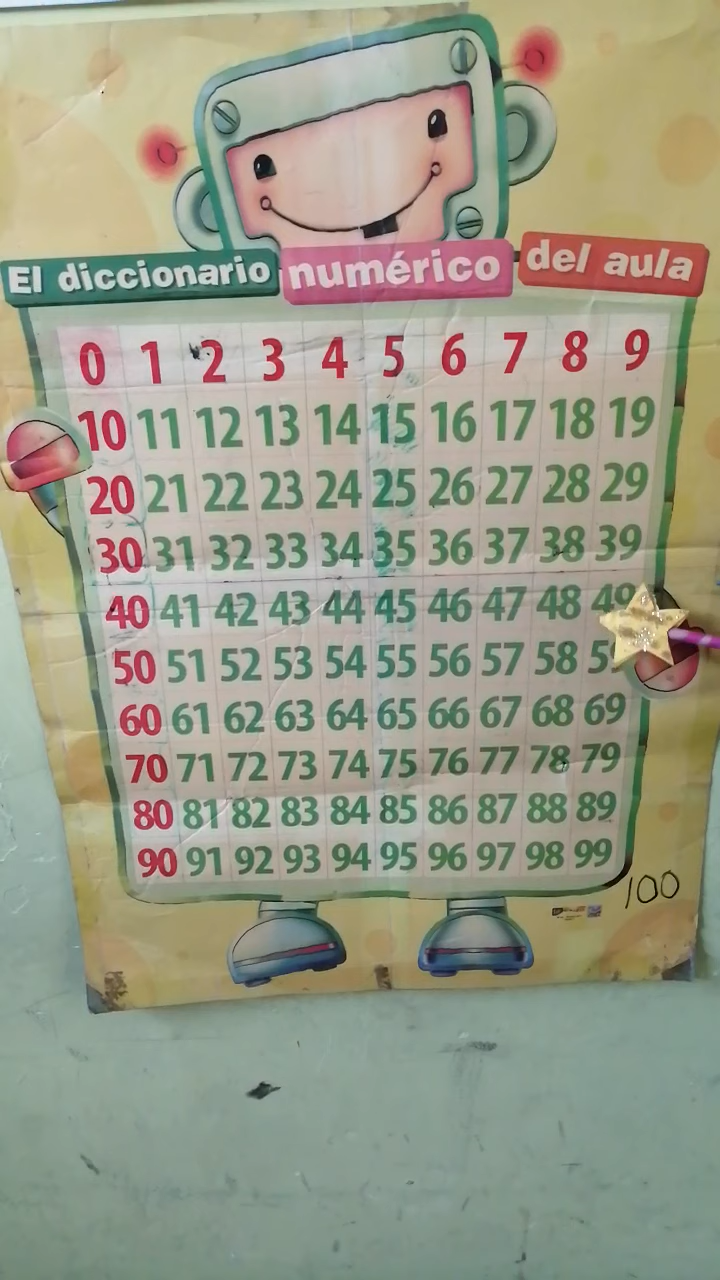 El diccionario numérico del aula
0 1 2 3 4 5 6 7 8 9
10 11 12 13 14 15 16 17 18 19
20 21 22 23 24 25 26 27 28 29
30 31 32 33 34 35 36 37 38 39
40 41 42 43 44 45 46 47 48 49
50 51 52 53 54 55 56 57 58 5
60 61 62 63 64 65 66 67 68 69
70 71 72 73 74 75 76 77 78 79
80 81 82 83 84 85 86 87 88 89
90 91 92 93 94 95 96 97 98 99
100